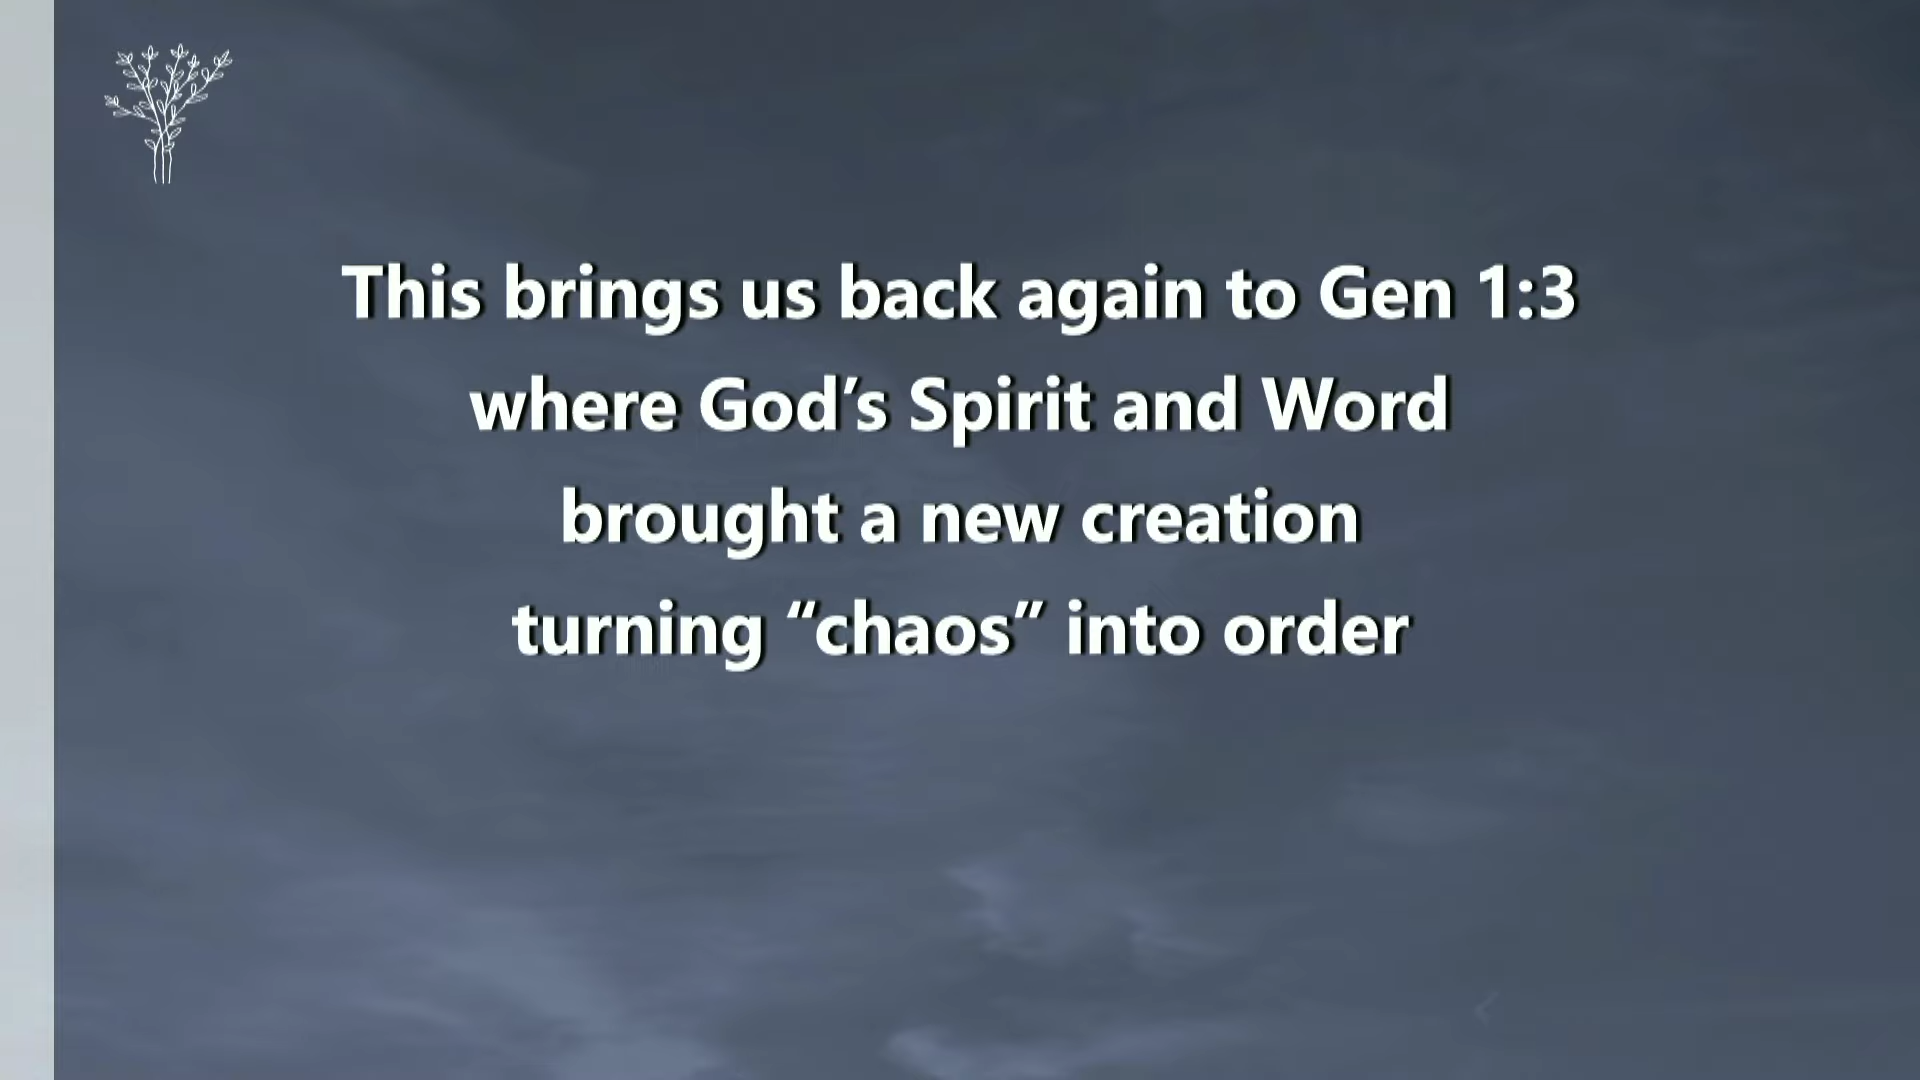 This brings us back again to Gen 1:3
where God’s Spirit and Word
brought a new creation
turning “chaos” into order